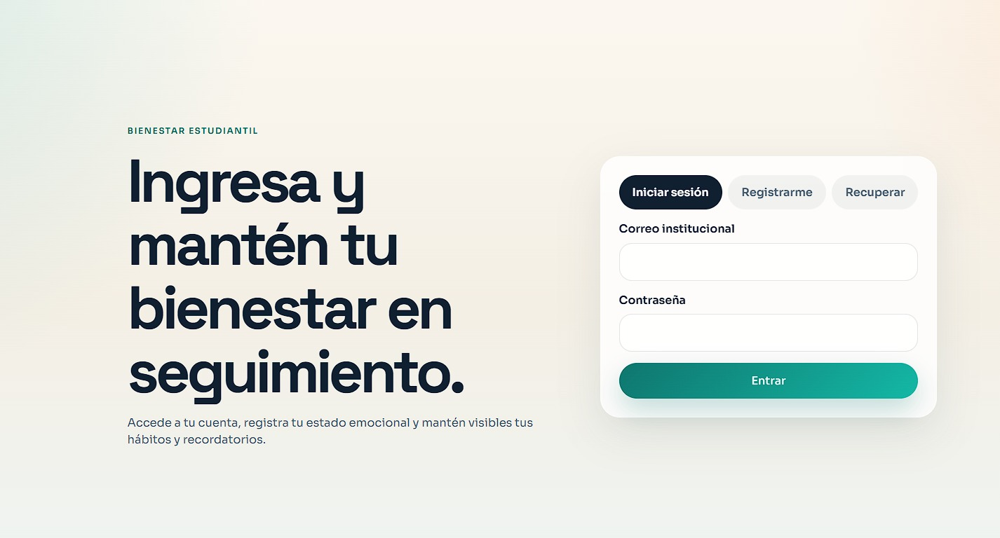 BIENESTAR ESTUDIANTIL
Ingresa y
mantén tu
bienestar en
seguimiento.
Accede a tu cuenta, registra tu estado emocional y mantén visibles tus
hábitos y recordatorios.
Iniciar sesión Registrarme Recuperar
Correo institucional
Contraseña
Entrar